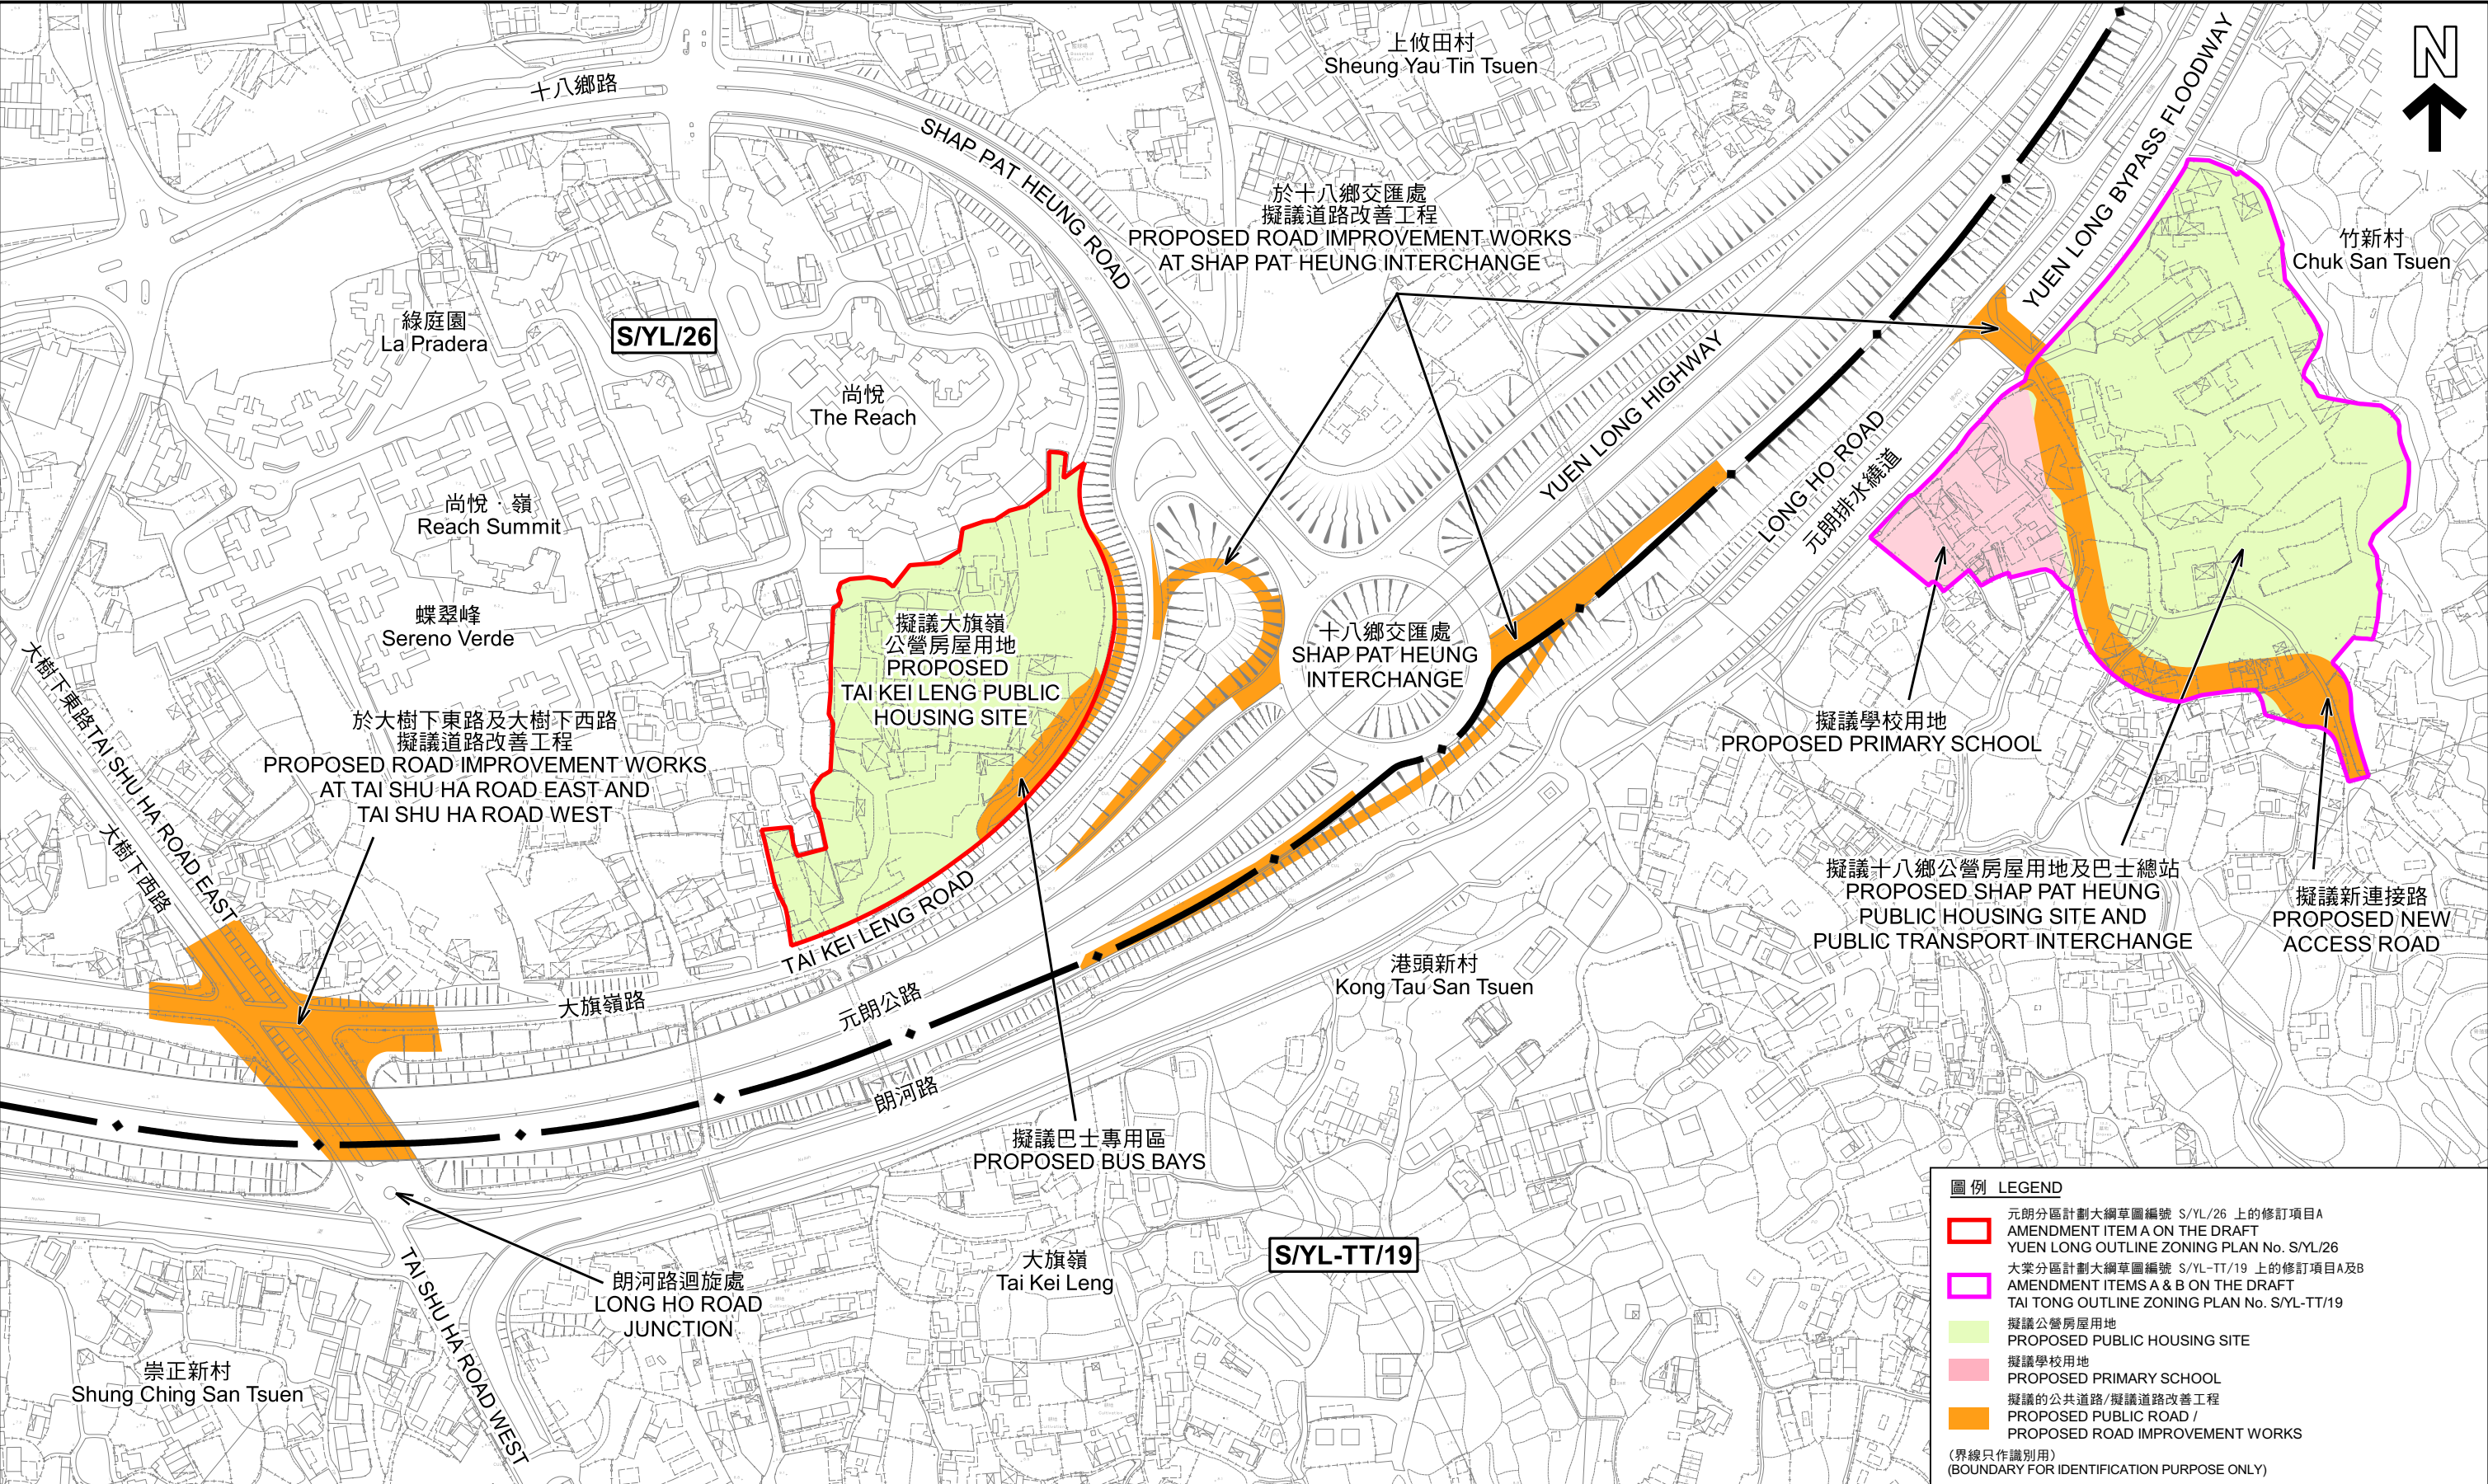 N
上攸田村
Sheung Yau Tin Tsuen
十八鄉路
SHAP PAT HEUNG ROAD
於十八鄉交匯處
擬議道路改善工程
PROPOSED ROAD IMPROVEMENT WORKS
AT SHAP PAT HEUNG INTERCHANGE
YUEN LONG BYPASS FLOODWAY
竹新村
Chuk San Tsuen
綠庭園
La Pradera
S/YL/26
尚悅
The Reach
YUEN LONG HIGHWAY
LONG HO ROAD
元朗排水繞道
尚悅．嶺
Reach Summit
蝶翠峰
Sereno Verde
擬議大旗嶺
公營房屋用地
PROPOSED
TAI KEI LENG PUBLIC
HOUSING SITE
十八鄉交匯處
SHAP PAT HEUNG
INTERCHANGE
大樹下東路TAI SHU HA ROAD EAST
大樹下西路
於大樹下東路及大樹下西路
擬議道路改善工程
PROPOSED ROAD IMPROVEMENT WORKS
AT TAI SHU HA ROAD EAST AND
TAI SHU HA ROAD WEST
擬議學校用地
PROPOSED PRIMARY SCHOOL
擬議十八鄉公營房屋用地及巴士總站
PROPOSED SHAP PAT HEUNG
PUBLIC HOUSING SITE AND
PUBLIC TRANSPORT INTERCHANGE
擬議新連接路
PROPOSED NEW
ACCESS ROAD
TAI KEI LENG ROAD
大旗嶺路
元朗公路
朗河路
港頭新村
Kong Tau San Tsuen
擬議巴士專用區
PROPOSED BUS BAYS
大旗嶺
Tai Kei Leng
S/YL-TT/19
朗河路迴旋處
LONG HO ROAD
JUNCTION
TAI SHU HA ROAD WEST
崇正新村
Shung Ching San Tsuen
圖例 LEGEND
元朗分區計劃大綱草圖編號 S/YL/26 上的修訂項目A
AMENDMENT ITEM A ON THE DRAFT
YUEN LONG OUTLINE ZONING PLAN No. S/YL/26
大棠分區計劃大綱草圖編號 S/YL-TT/19 上的修訂項目A及B
AMENDMENT ITEMS A & B ON THE DRAFT
TAI TONG OUTLINE ZONING PLAN No. S/YL-TT/19
擬議公營房屋用地
PROPOSED PUBLIC HOUSING SITE
擬議學校用地
PROPOSED PRIMARY SCHOOL
擬議的公共道路/擬議道路改善工程
PROPOSED PUBLIC ROAD /
PROPOSED ROAD IMPROVEMENT WORKS
(界線只作識別用)
(BOUNDARY FOR IDENTIFICATION PURPOSE ONLY)